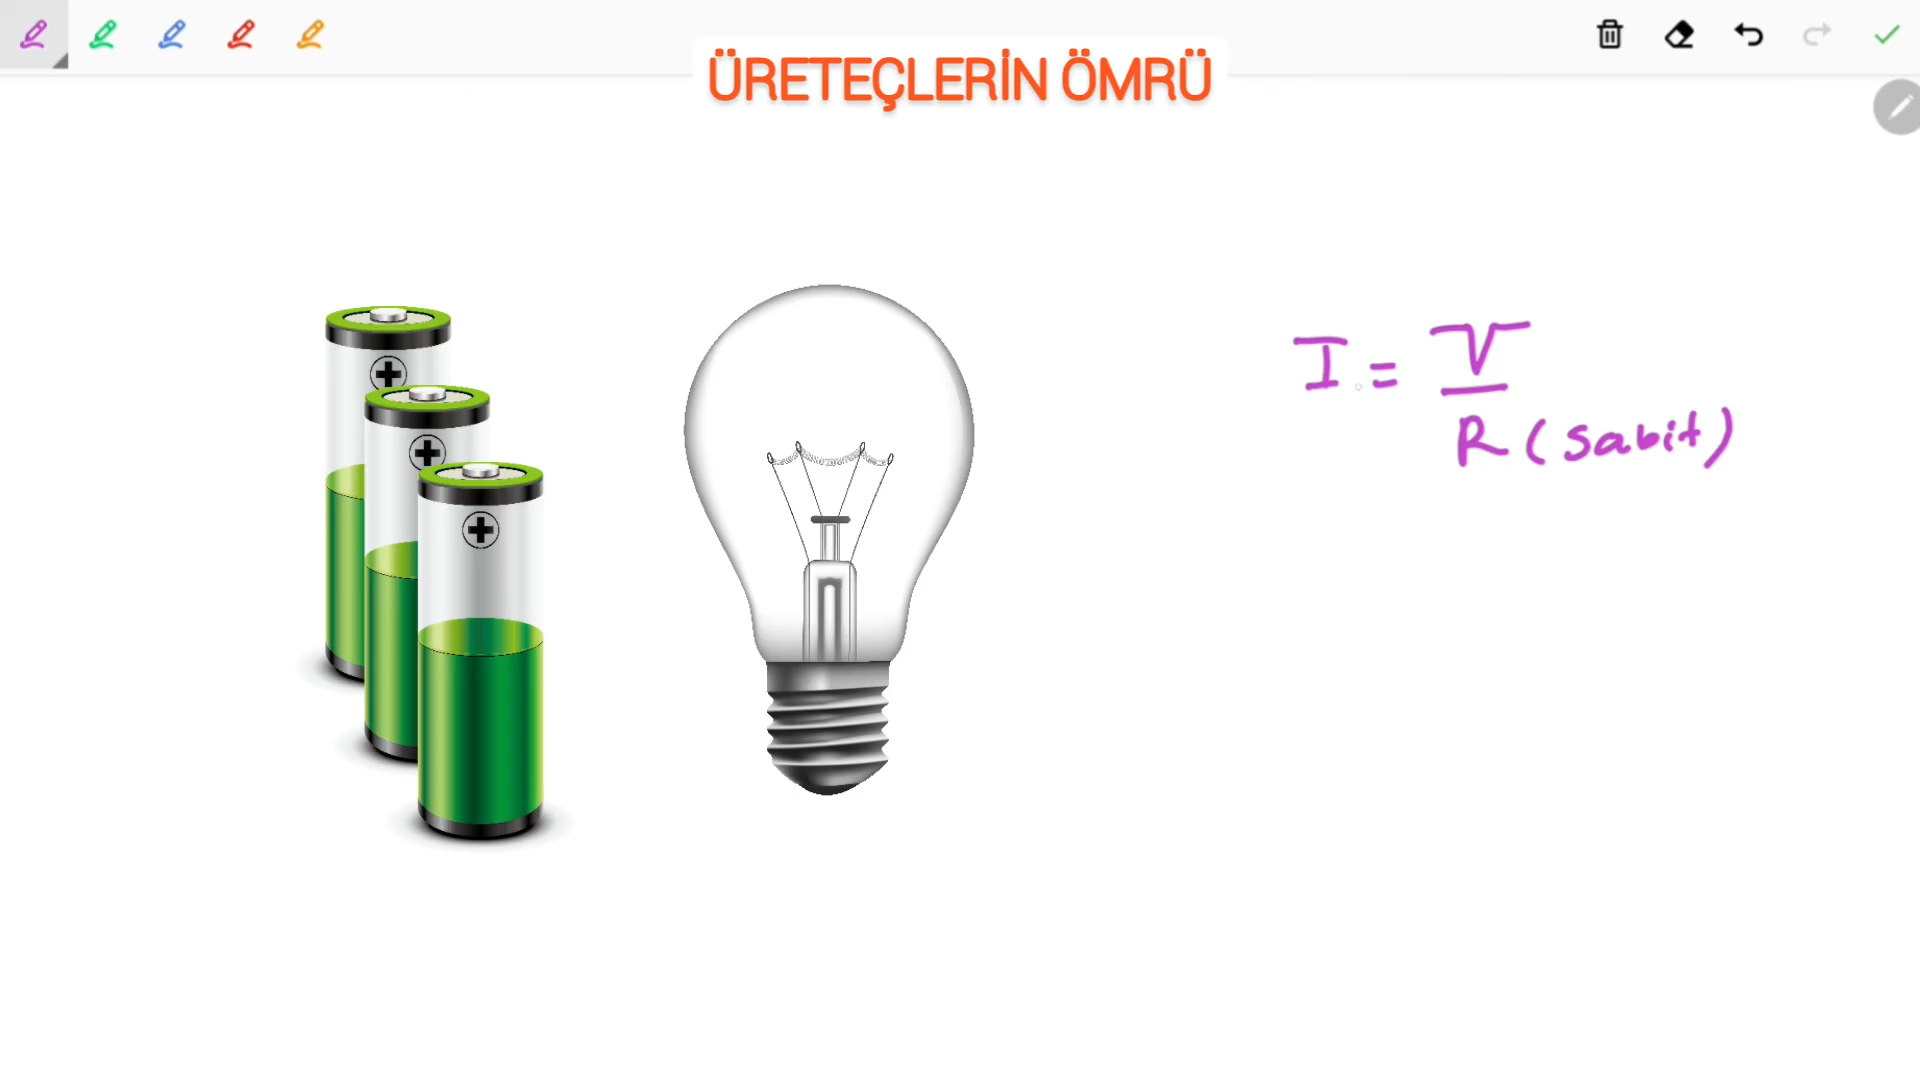 ÜRETEÇLERİN ÖMRÜ
I = V
R (sabit)